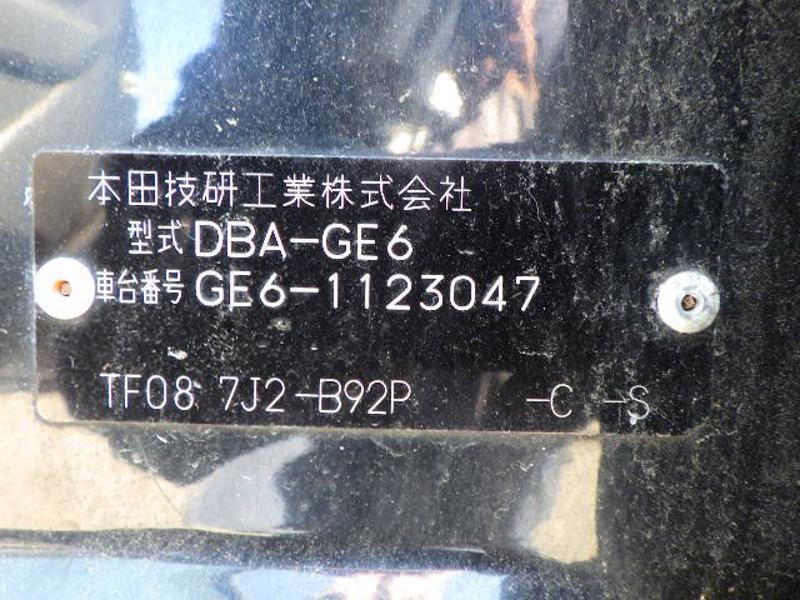 本田技研工業株式会社
型式 DBA-GE6
車台番号 GE6-1123047
TF08 7J2-B92P -C -S